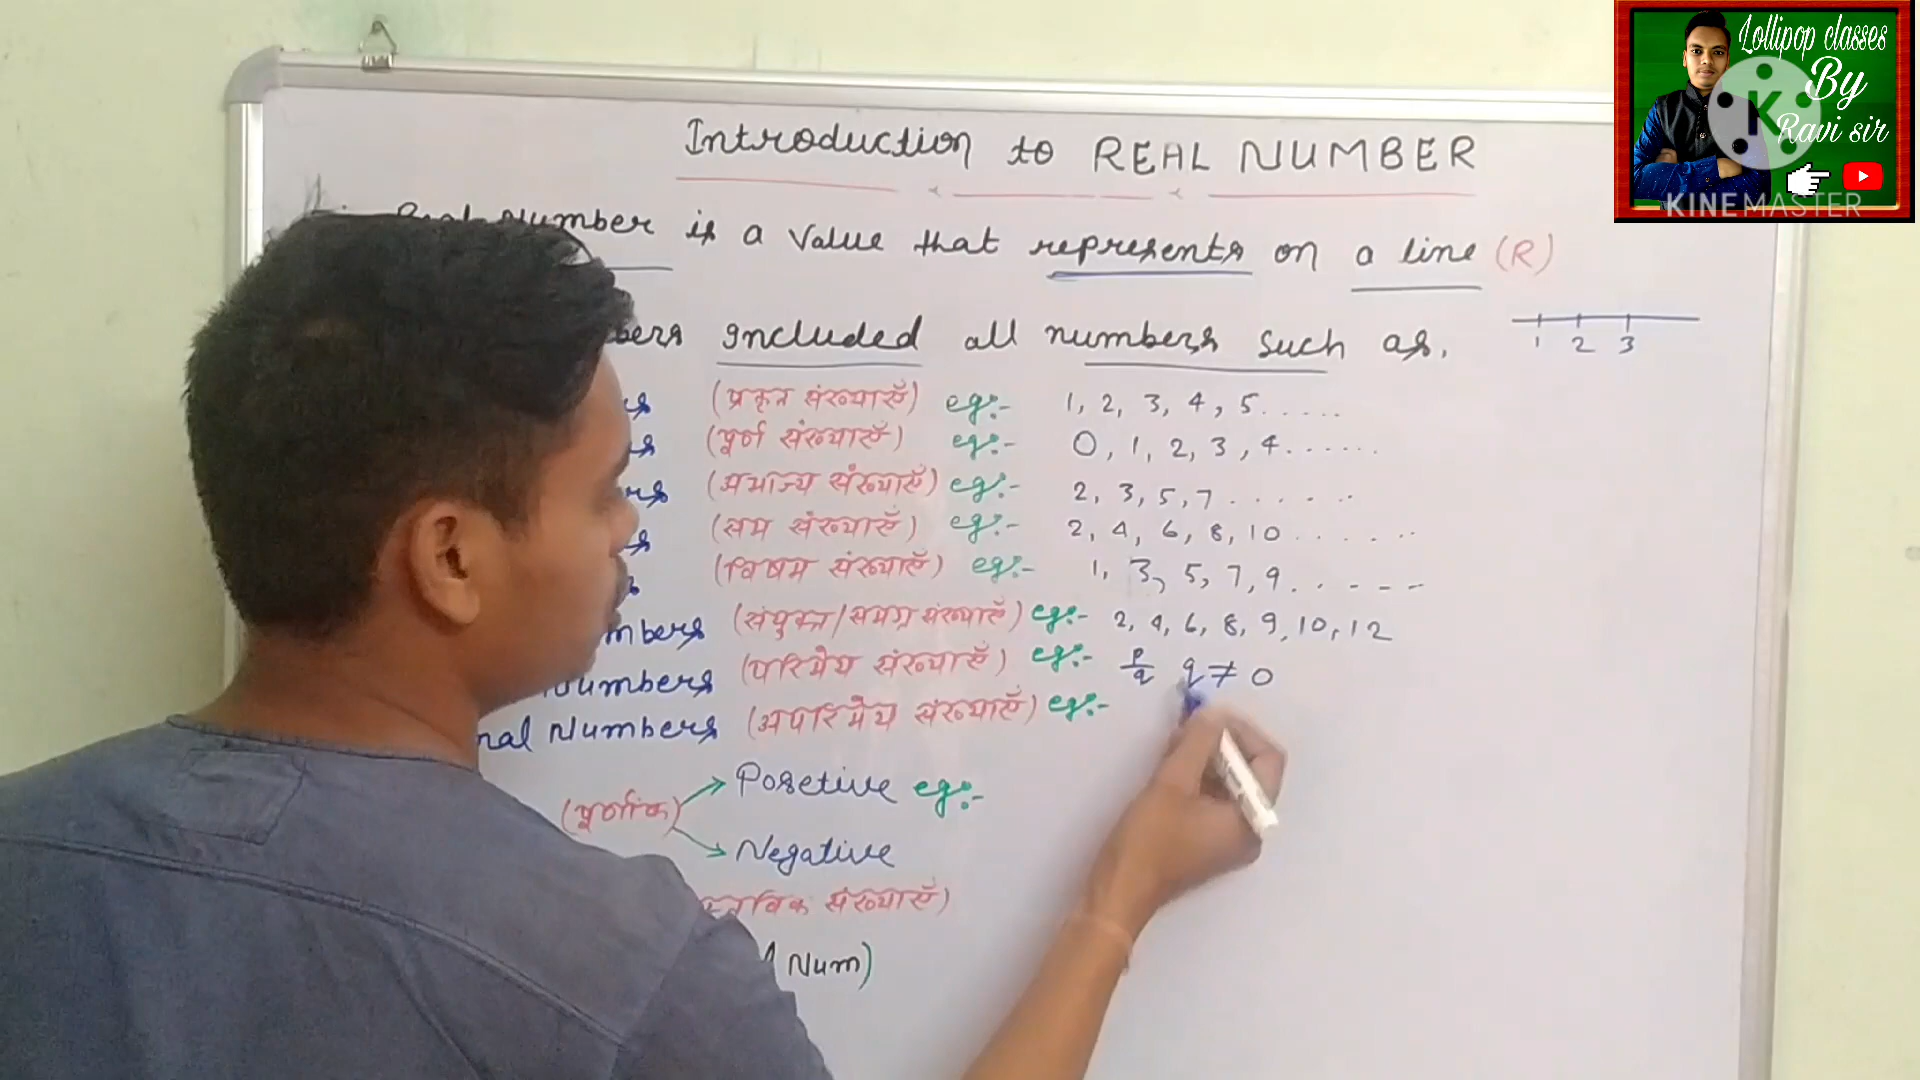 Introduction to REAL NUMBER
Number is a value that represents on a line (R)
included all numbers such as.
1 2 3
(प्राकृत संख्याएँ) eg:- 1, 2, 3, 4, 5.....
(पूर्ण संख्याएँ) eg:- 0, 1, 2, 3, 4......
(अभाज्य संख्याएँ) eg:- 2, 3, 5, 7......
(सम संख्याएँ) eg:- 2, 4, 6, 8, 10......
(विषम संख्याएँ) eg:- 1, 3, 5, 7, 9..---
mbers (संयुक्त/समग्र संख्याएँ) eg:- 2, 4, 6, 8, 9, 10, 12
Numbers (परिमेय संख्याएँ) eg:- p/q q ≠ 0
nal Numbers (अपरिमेय संख्याएँ) eg:-
(पूर्णांक) Posetive eg:-
Negative
स्तविक संख्याएँ)
Num)
Lollipop classes
By
Ravi sir
K
KINEMASTER